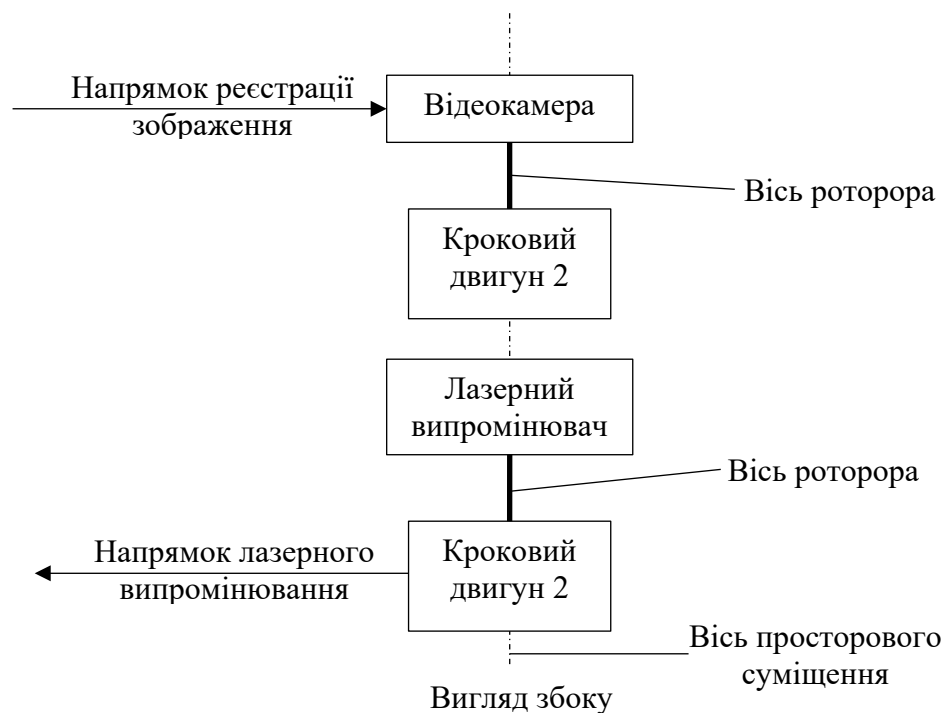 Напрямок реєстрації
зображення
Відеокамера
Вісь роторора
Кроковий
двигун 2
Лазерний
випромінювач
Вісь роторора
Напрямок лазерного
випромінювання
Кроковий
двигун 2
Вісь просторового
суміщення
Вигляд збоку